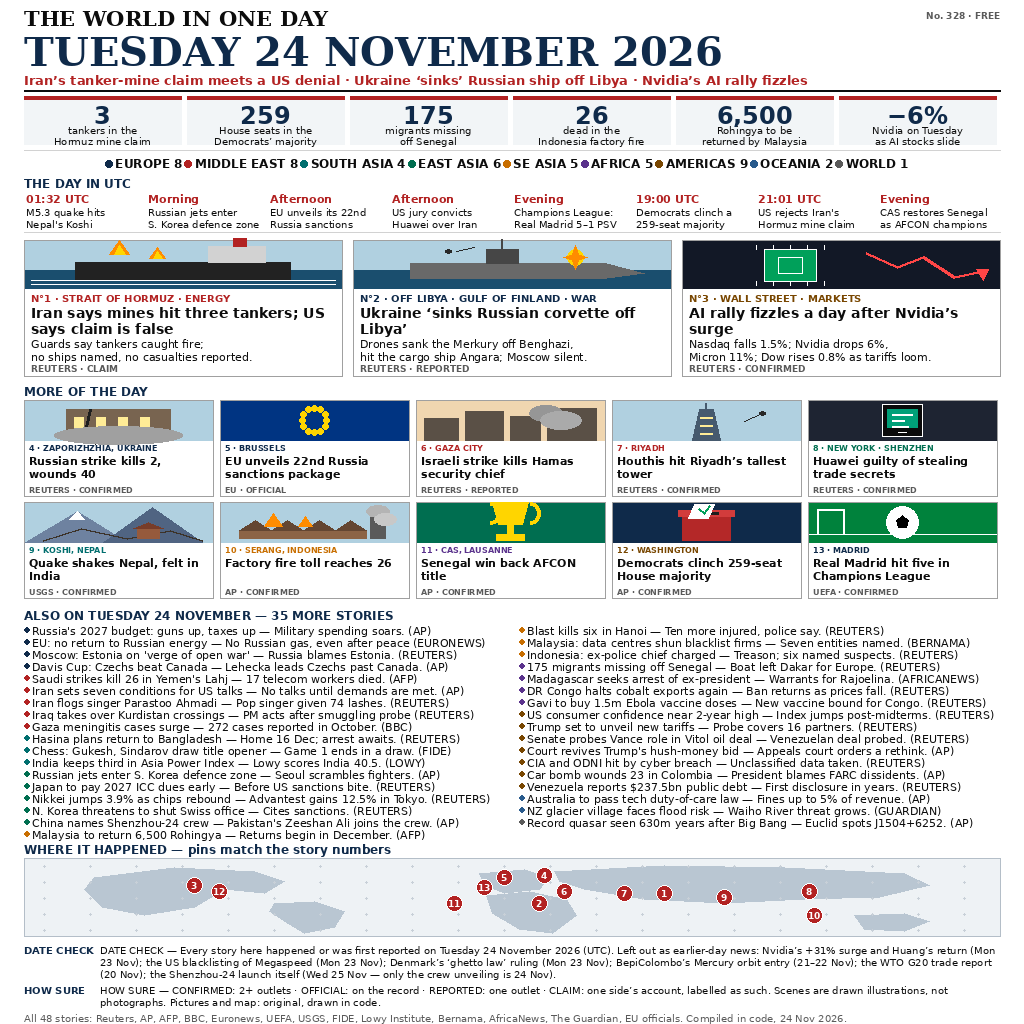 THE WORLD IN ONE DAY
No. 328 · FREE
TUESDAY 24 NOVEMBER 2026
Iran’s tanker-mine claim meets a US denial · Ukraine ‘sinks’ Russian ship off Libya · Nvidia’s AI rally fizzles
3
tankers in the
Hormuz mine claim
259
House seats in the
Democrats’ majority
175
migrants missing
off Senegal
26
dead in the
Indonesia factory fire
6,500
Rohingya to be
returned by Malaysia
−6%
Nvidia on Tuesday
as AI stocks slide
EUROPE 8 MIDDLE EAST 8 SOUTH ASIA 4 EAST ASIA 6 SE ASIA 5 AFRICA 5 AMERICAS 9 OCEANIA 2 WORLD 1
THE DAY IN UTC
01:32 UTC
M5.3 quake hits
Nepal's Koshi
Morning
Russian jets enter
S. Korea defence zone
Afternoon
EU unveils its 22nd
Russia sanctions
Afternoon
US jury convicts
Huawei over Iran
Evening
Champions League:
Real Madrid 5–1 PSV
19:00 UTC
Democrats clinch a
259-seat majority
21:01 UTC
US rejects Iran's
Hormuz mine claim
Evening
CAS restores Senegal
as AFCON champions
N°1 · STRAIT OF HORMUZ · ENERGY
Iran says mines hit three tankers; US
says claim is false
Guards say tankers caught fire;
no ships named, no casualties reported.
REUTERS · CLAIM
N°2 · OFF LIBYA · GULF OF FINLAND · WAR
Ukraine ‘sinks Russian corvette off
Libya’
Drones sank the Merkury off Benghazi,
hit the cargo ship Angara; Moscow silent.
REUTERS · REPORTED
N°3 · WALL STREET · MARKETS
AI rally fizzles a day after Nvidia’s
surge
Nasdaq falls 1.5%; Nvidia drops 6%,
Micron 11%; Dow rises 0.8% as tariffs loom.
REUTERS · CONFIRMED
MORE OF THE DAY
4 · ZAPORIZHZHIA, UKRAINE
Russian strike kills 2,
wounds 40
REUTERS · CONFIRMED
5 · BRUSSELS
EU unveils 22nd Russia
sanctions package
EU · OFFICIAL
6 · GAZA CITY
Israeli strike kills Hamas
security chief
REUTERS · REPORTED
7 · RIYADH
Houthis hit Riyadh’s tallest
tower
REUTERS · CONFIRMED
8 · NEW YORK · SHENZHEN
Huawei guilty of stealing
trade secrets
REUTERS · CONFIRMED
9 · KOSHI, NEPAL
Quake shakes Nepal, felt in
India
USGS · CONFIRMED
10 · SERANG, INDONESIA
Factory fire toll reaches 26
AP · CONFIRMED
11 · CAS, LAUSANNE
Senegal win back AFCON
title
AP · CONFIRMED
12 · WASHINGTON
Democrats clinch 259-seat
House majority
AP · CONFIRMED
13 · MADRID
Real Madrid hit five in
Champions League
UEFA · CONFIRMED
ALSO ON TUESDAY 24 NOVEMBER — 35 MORE STORIES
Russia's 2027 budget: guns up, taxes up — Military spending soars. (AP)
EU: no return to Russian energy — No Russian gas, even after peace (EURONEWS)
Moscow: Estonia on 'verge of open war' — Russia blames Estonia. (REUTERS)
Davis Cup: Czechs beat Canada — Lehecka leads Czechs past Canada. (AP)
Saudi strikes kill 26 in Yemen's Lahj — 17 telecom workers died. (AFP)
Iran sets seven conditions for US talks — No talks until demands are met. (AP)
Iran flogs singer Parastoo Ahmadi — Pop singer given 74 lashes. (REUTERS)
Iraq takes over Kurdistan crossings — PM acts after smuggling probe (REUTERS)
Gaza meningitis cases surge — 272 cases reported in October. (BBC)
Hasina plans return to Bangladesh — Home 16 Dec; arrest awaits. (REUTERS)
Chess: Gukesh, Sindarov draw title opener — Game 1 ends in a draw. (FIDE)
India keeps third in Asia Power Index — Lowy scores India 40.5. (LOWY)
Russian jets enter S. Korea defence zone — Seoul scrambles fighters. (AP)
Japan to pay 2027 ICC dues early — Before US sanctions bite. (REUTERS)
Nikkei jumps 3.9% as chips rebound — Advantest gains 12.5% in Tokyo. (REUTERS)
N. Korea threatens to shut Swiss office — Cites sanctions. (REUTERS)
China names Shenzhou-24 crew — Pakistan's Zeeshan Ali joins the crew. (AP)
Malaysia to return 6,500 Rohingya — Returns begin in December. (AFP)
Blast kills six in Hanoi — Ten more injured, police say. (REUTERS)
Malaysia: data centres shun blacklist firms — Seven entities named. (BERNAMA)
Indonesia: ex-police chief charged — Treason; six named suspects. (REUTERS)
175 migrants missing off Senegal — Boat left Dakar for Europe. (REUTERS)
Madagascar seeks arrest of ex-president — Warrants for Rajoelina. (AFRICANEWS)
DR Congo halts cobalt exports again — Ban returns as prices fall. (REUTERS)
Gavi to buy 1.5m Ebola vaccine doses — New vaccine bound for Congo. (REUTERS)
US consumer confidence near 2-year high — Index jumps post-midterms. (REUTERS)
Trump set to unveil new tariffs — Probe covers 16 partners. (REUTERS)
Senate probes Vance role in Vitol oil deal — Venezuelan deal probed. (REUTERS)
Court revives Trump's hush-money bid — Appeals court orders a rethink. (AP)
CIA and ODNI hit by cyber breach — Unclassified data taken. (REUTERS)
Car bomb wounds 23 in Colombia — President blames FARC dissidents. (AP)
Venezuela reports $237.5bn public debt — First disclosure in years. (REUTERS)
Australia to pass tech duty-of-care law — Fines up to 5% of revenue. (AP)
NZ glacier village faces flood risk — Waiho River threat grows. (GUARDIAN)
Record quasar seen 630m years after Big Bang — Euclid spots J1504+6252. (AP)
WHERE IT HAPPENED — pins match the story numbers
3
12
11
13
5
4
2
6
7
1
9
8
10
DATE CHECK DATE CHECK — Every story here happened or was first reported on Tuesday 24 November 2026 (UTC). Left out as earlier-day news: Nvidia’s +31% surge and Huang’s return (Mon
23 Nov); the US blacklisting of Megaspeed (Mon 23 Nov); Denmark’s ‘ghetto law’ ruling (Mon 23 Nov); BepiColombo’s Mercury orbit entry (21–22 Nov); the WTO G20 trade report
(20 Nov); the Shenzhou-24 launch itself (Wed 25 Nov — only the crew unveiling is 24 Nov).
HOW SURE HOW SURE — CONFIRMED: 2+ outlets · OFFICIAL: on the record · REPORTED: one outlet · CLAIM: one side’s account, labelled as such. Scenes are drawn illustrations, not
photographs. Pictures and map: original, drawn in code.
All 48 stories: Reuters, AP, AFP, BBC, Euronews, UEFA, USGS, FIDE, Lowy Institute, Bernama, AfricaNews, The Guardian, EU officials. Compiled in code, 24 Nov 2026.